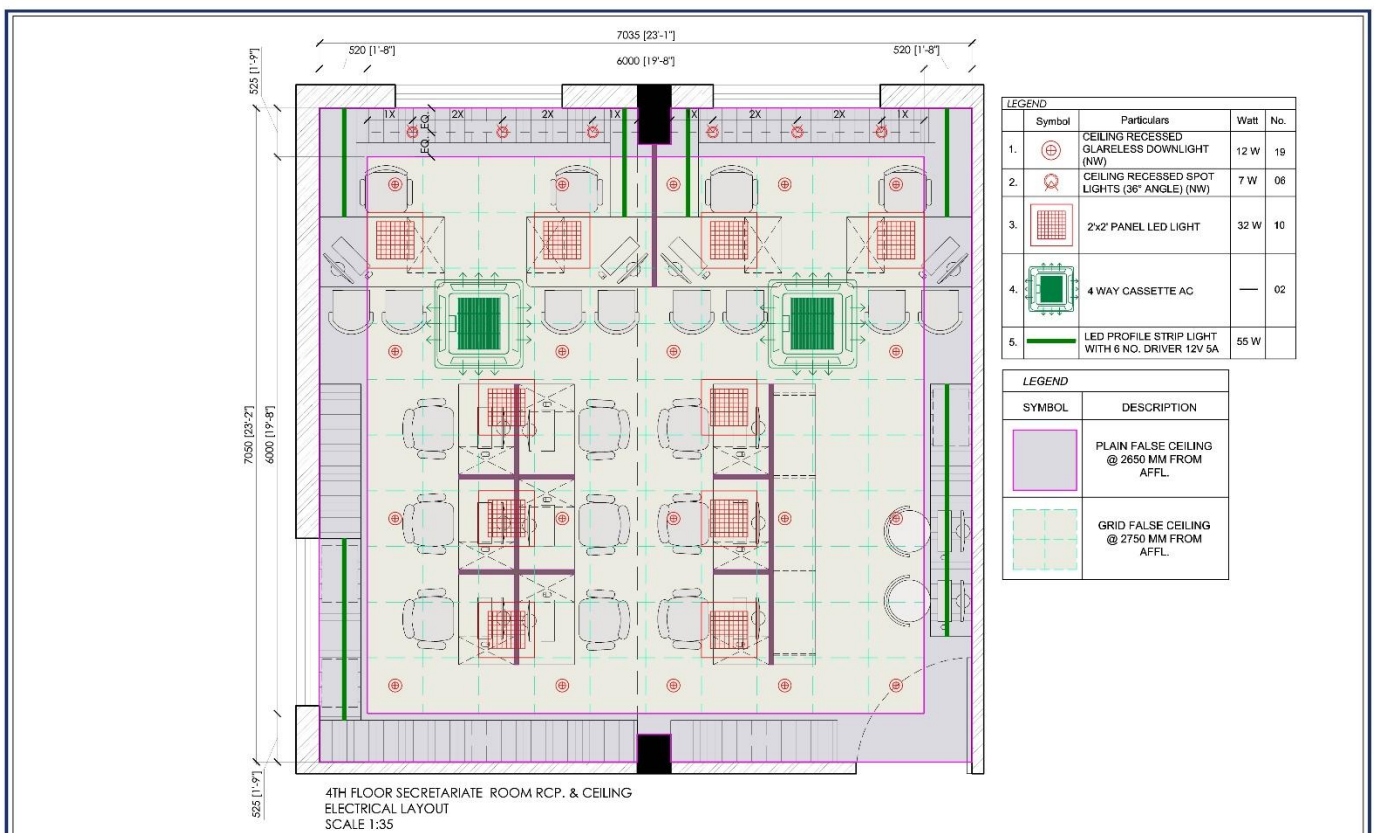 7035 [23'-1"]
520 [1'-8"]
520 [1'-8"]
6000 [19'-8"]
525 [1'-9"]
1X
2X
2X
1X
1X
2X
2X
1X
EQ.
EQ.
7050 [23'-2"]
6000 [19'-8"]
525 [1'-9"]
4TH FLOOR SECRETARIATE ROOM RCP. & CEILING
ELECTRICAL LAYOUT
SCALE 1:35
LEGEND
Symbol Particulars Watt No.
1. CEILING RECESSED
GLARELESS DOWNLIGHT
(NW) 12 W 19
2. CEILING RECESSED SPOT
LIGHTS (36° ANGLE) (NW) 7 W 06
3. 2'x2' PANEL LED LIGHT 32 W 10
4. 4 WAY CASSETTE AC — 02
5. LED PROFILE STRIP LIGHT
WITH 6 NO. DRIVER 12V 5A 55 W
LEGEND
SYMBOL DESCRIPTION
PLAIN FALSE CEILING
@ 2650 MM FROM
AFFL.
GRID FALSE CEILING
@ 2750 MM FROM
AFFL.